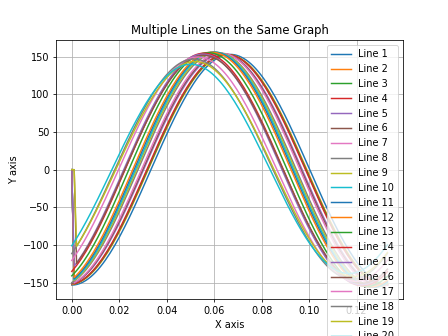 Multiple Lines on the Same Graph
Y axis
150
100
50
0
−50
−100
−150
0.00
0.02
0.04
0.06
0.08
0.10
X axis
Line 1
Line 2
Line 3
Line 4
Line 5
Line 6
Line 7
Line 8
Line 9
Line 10
Line 11
Line 12
Line 13
Line 14
Line 15
Line 16
Line 17
Line 18
Line 19
Line 20